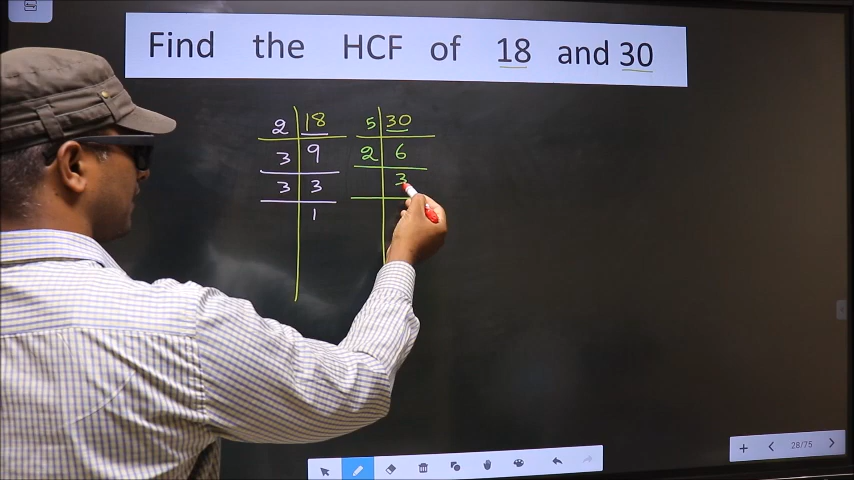 Find the HCF of 18 and 30
2 18 5 30
3 9 2 6
3 3 3
1
28/75